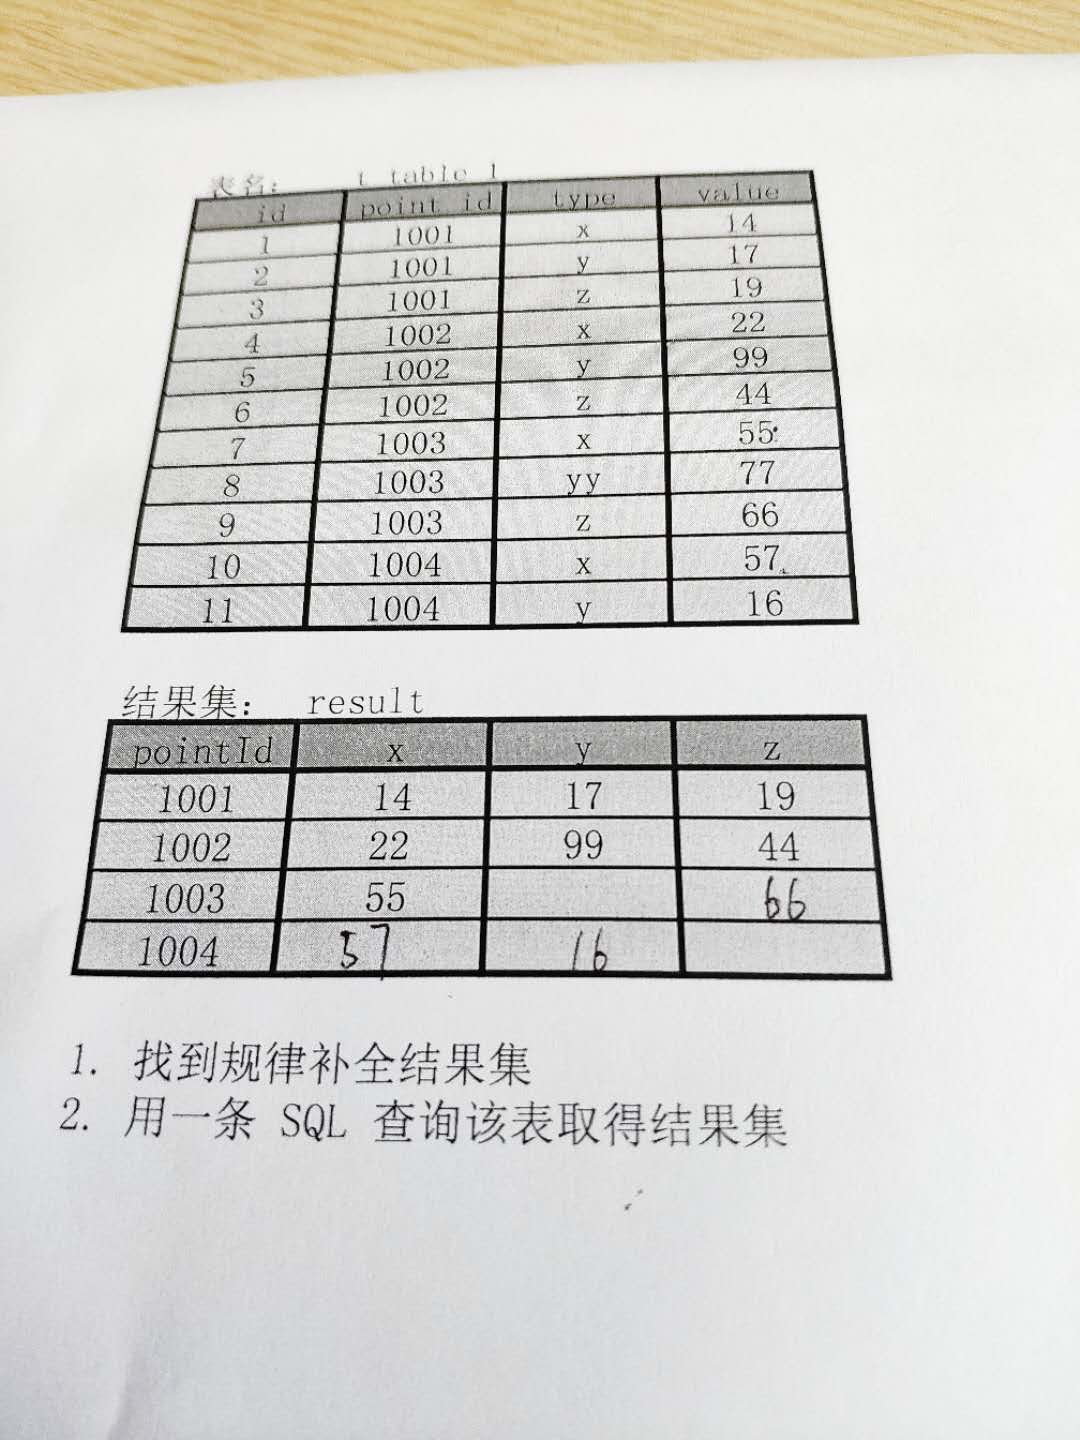 表名： t_table_1
id point_id type value
1 1001 x 14
2 1001 y 17
3 1001 z 19
4 1002 x 22
5 1002 y 99
6 1002 z 44
7 1003 x 55
8 1003 yy 77
9 1003 z 66
10 1004 x 57
11 1004 y 16
结果集： result
pointId x y z
1001 14 17 19
1002 22 99 44
1003 55 66
1004 57 16
1. 找到规律补全结果集
2. 用一条 SQL 查询该表取得结果集